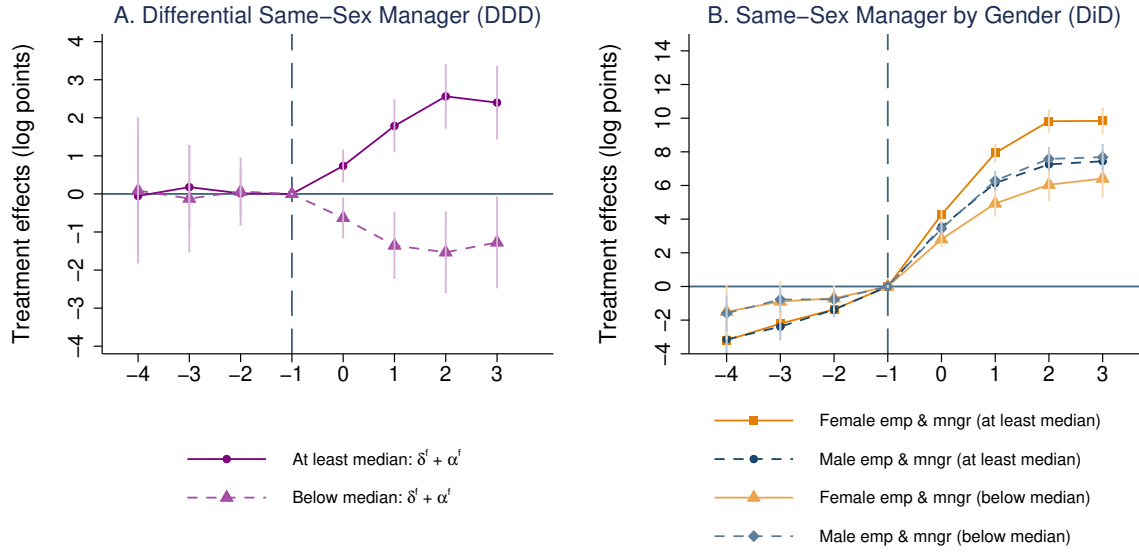 A. Differential Same−Sex Manager (DDD)
Treatment effects (log points)
4
3
2
1
0
−1
−2
−3
−4
−4 −3 −2 −1 0 1 2 3
At least median: δᶠ + αᶠ
Below median: δᶠ + αᶠ
B. Same−Sex Manager by Gender (DiD)
Treatment effects (log points)
14
12
10
8
6
4
2
0
−2
−4
−4 −3 −2 −1 0 1 2 3
Female emp & mngr (at least median)
Male emp & mngr (at least median)
Female emp & mngr (below median)
Male emp & mngr (below median)